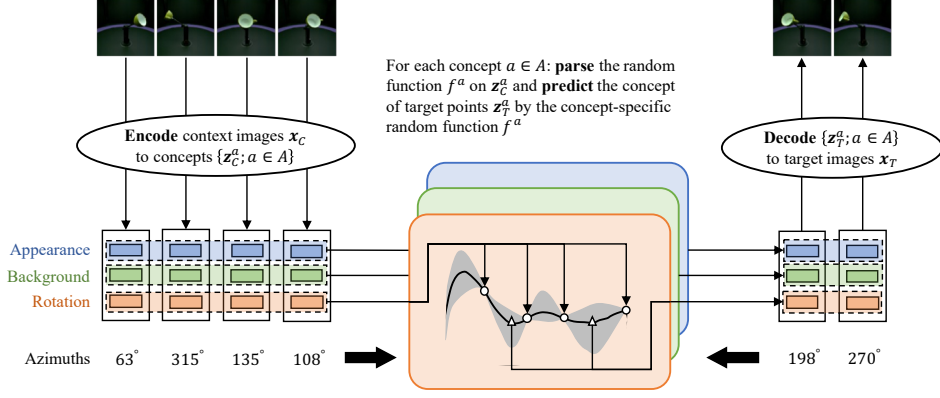 For each concept a ∈ A: parse the random
function f^a on z_C^a and predict the concept
of target points z_T^a by the concept-specific
random function f^a
Encode context images x_C
to concepts {z_C^a; a ∈ A}
Decode {z_T^a; a ∈ A}
to target images x_T
Appearance
Background
Rotation
Azimuths 63° 315° 135° 108° 198° 270°